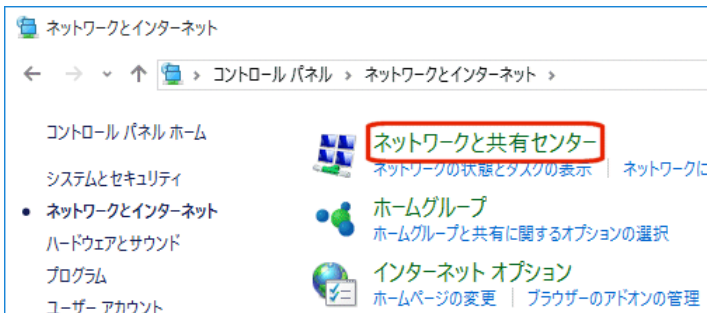 ネットワークとインターネット
コントロール パネル › ネットワークとインターネット ›
コントロール パネル ホーム
システムとセキュリティ
ネットワークとインターネット
ハードウェアとサウンド
プログラム
ユーザー アカウント
ネットワークと共有センター
ネットワークの状態とタスクの表示 | ネットワークに
ホームグループ
ホームグループと共有に関するオプションの選択
インターネット オプション
ホームページの変更 | ブラウザーのアドオンの管理